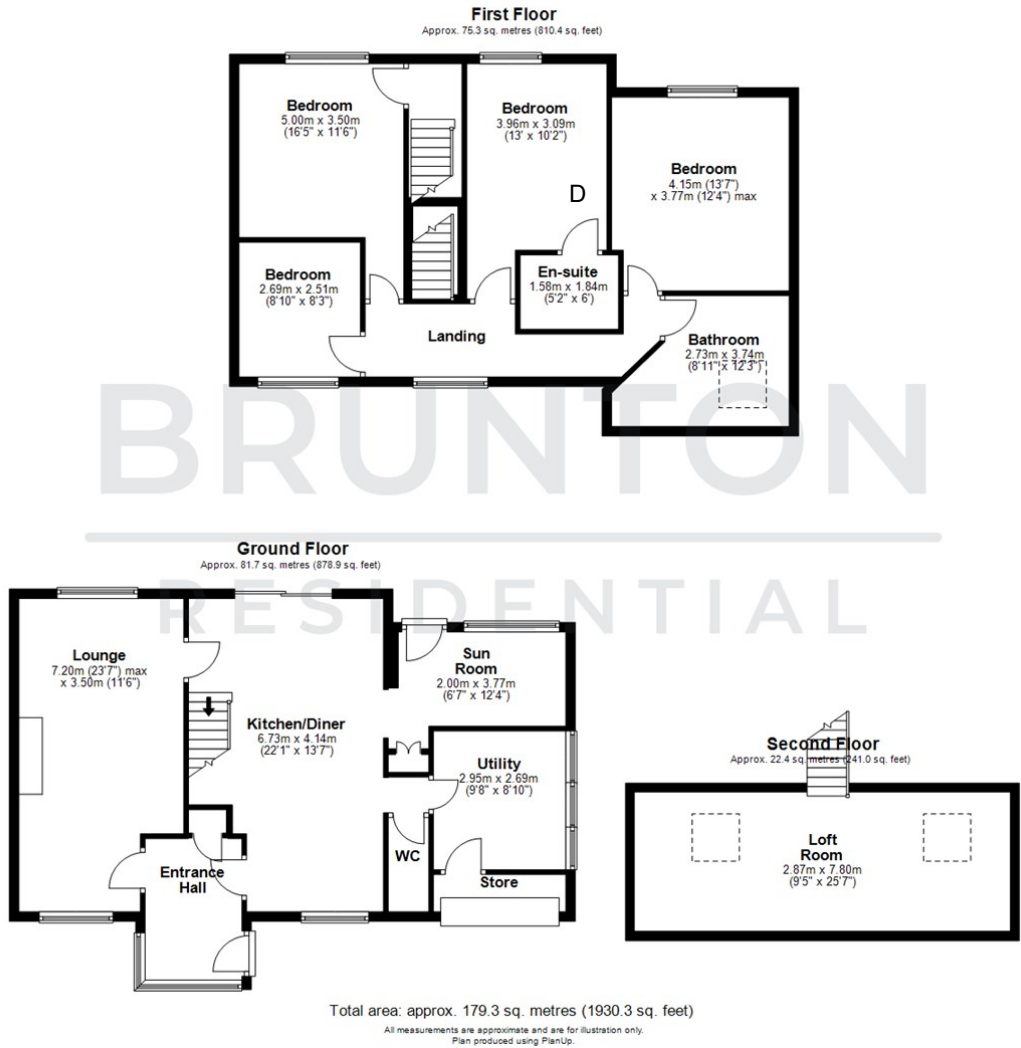 First Floor
Approx. 75.3 sq. metres (810.4 sq. feet)
Bedroom
5.00m x 3.50m
(16'5" x 11'6")
Bedroom
3.96m x 3.09m
(13' x 10'2")
Bedroom
4.15m (13'7")
x 3.77m (12'4") max
D
Bedroom
2.69m x 2.51m
(8'10" x 8'3")
En-suite
1.58m x 1.84m
(5'2" x 6')
Landing
Bathroom
2.73m x 3.74m
(8'11" x 12'3")
BRUNTON
RESIDENTIAL
Ground Floor
Approx. 81.7 sq. metres (878.9 sq. feet)
Lounge
7.20m (23'7") max
x 3.50m (11'6")
Sun
Room
2.00m x 3.77m
(6'7" x 12'4")
Kitchen/Diner
6.73m x 4.14m
(22'1" x 13'7")
Utility
2.95m x 2.69m
(9'8" x 8'10")
WC
Entrance
Hall
Store
Second Floor
Approx. 22.4 sq. metres (241.0 sq. feet)
Loft
Room
2.87m x 7.80m
(9'5" x 25'7")
Total area: approx. 179.3 sq. metres (1930.3 sq. feet)
All measurements are approximate and are for illustration only.
Plan produced using PlanUp.